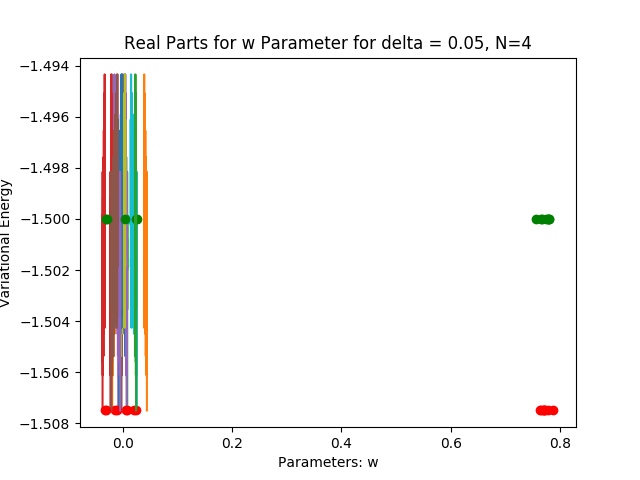 Real Parts for w Parameter for delta = 0.05, N=4
−1.494
−1.496
−1.498
−1.500
−1.502
−1.504
−1.506
−1.508
Variational Energy
0.0 0.2 0.4 0.6 0.8
Parameters: w